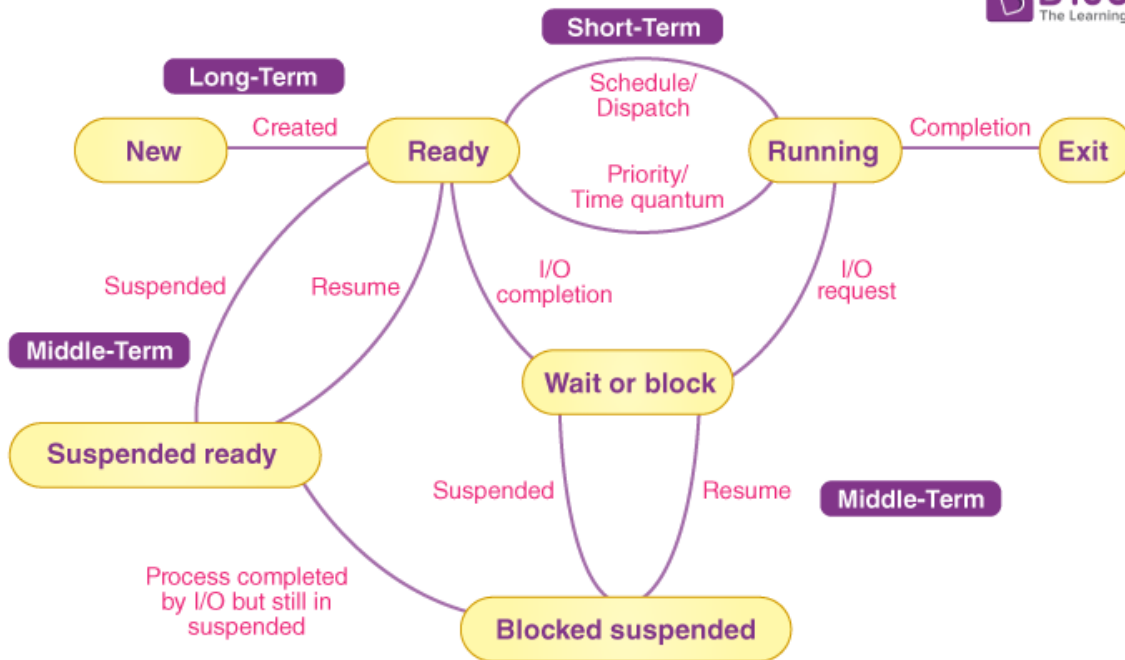 The Learning
Short-Term
Long-Term
Schedule/
Dispatch
Created
Completion
New
Ready
Running
Exit
Priority/
Time quantum
Suspended
Resume
I/O
completion
I/O
request
Middle-Term
Wait or block
Suspended ready
Suspended
Resume
Middle-Term
Process completed
by I/O but still in
suspended
Blocked suspended